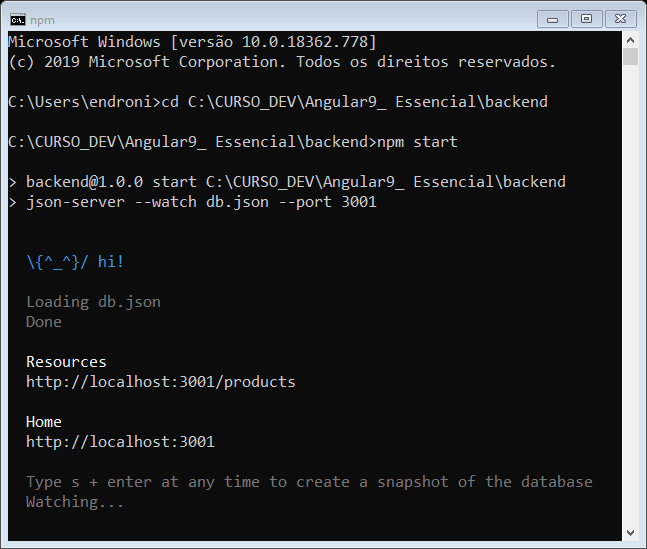 npm
Microsoft Windows [versão 10.0.18362.778]
(c) 2019 Microsoft Corporation. Todos os direitos reservados.
C:\Users\endroni>cd C:\CURSO_DEV\Angular9_ Essencial\backend
C:\CURSO_DEV\Angular9_ Essencial\backend>npm start
> backend@1.0.0 start C:\CURSO_DEV\Angular9_ Essencial\backend
> json-server --watch db.json --port 3001
\{^_^}/ hi!
Loading db.json
Done
Resources
http://localhost:3001/products
Home
http://localhost:3001
Type s + enter at any time to create a snapshot of the database
Watching...